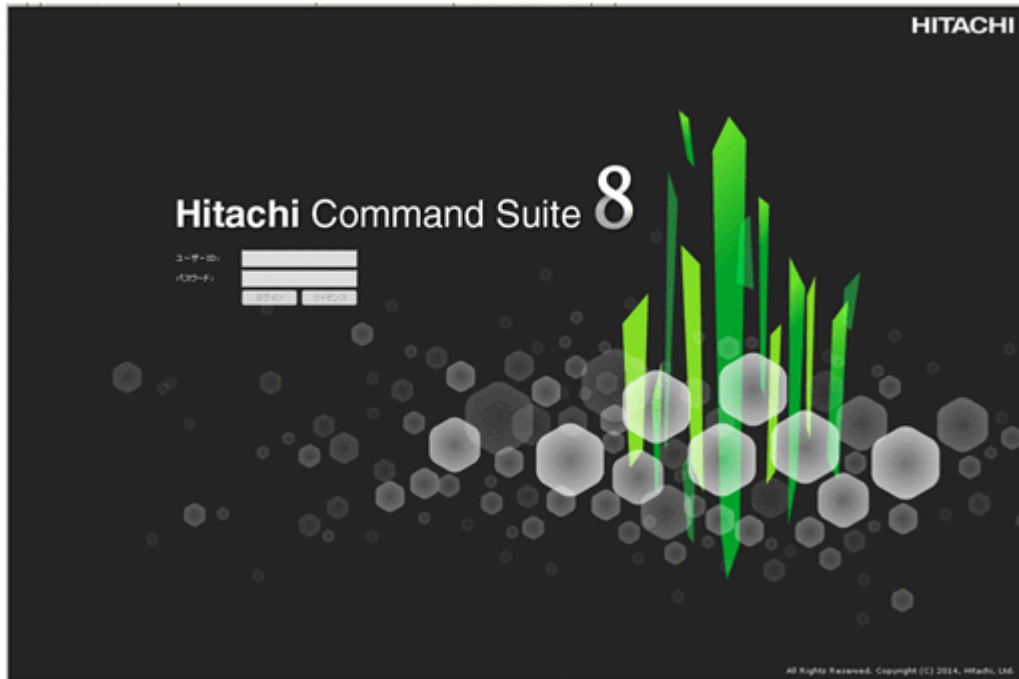 HITACHI
Hitachi Command Suite 8
ユーザーID:
パスワード:
ログイン ライセンス
All Rights Reserved. Copyright (C) 2014, Hitachi, Ltd.